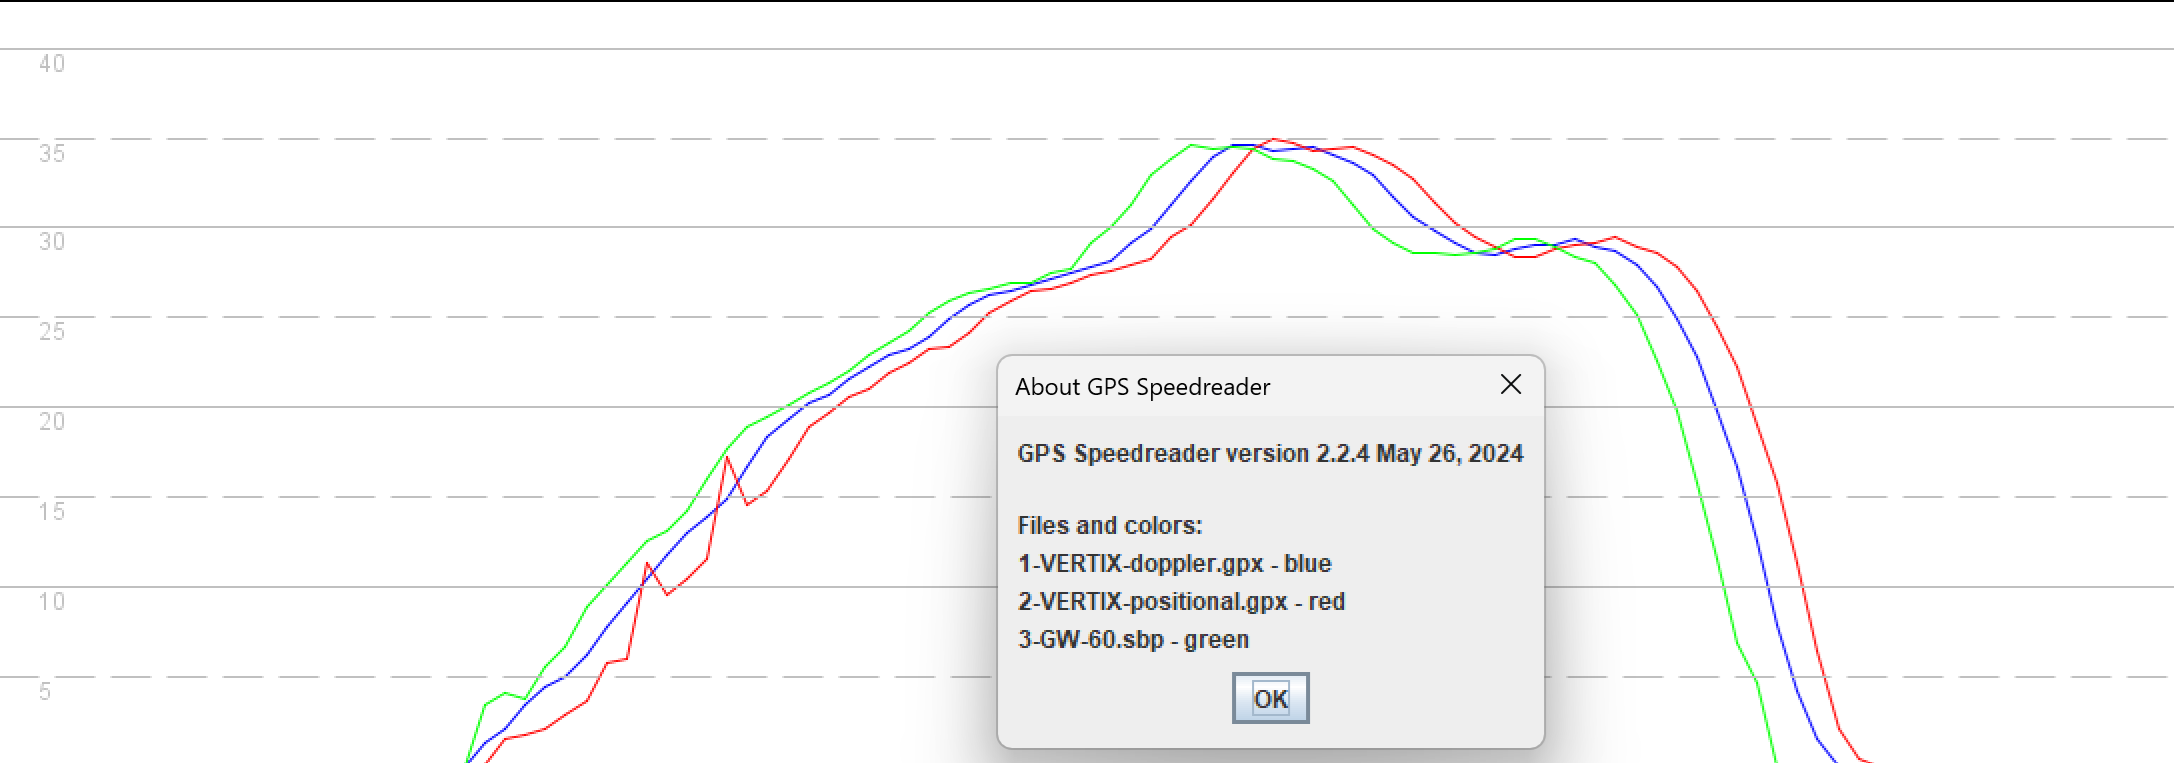 40
35
30
25
20
15
10
5
About GPS Speedreader
GPS Speedreader version 2.2.4 May 26, 2024
Files and colors:
1-VERTIX-doppler.gpx - blue
2-VERTIX-positional.gpx - red
3-GW-60.sbp - green
OK